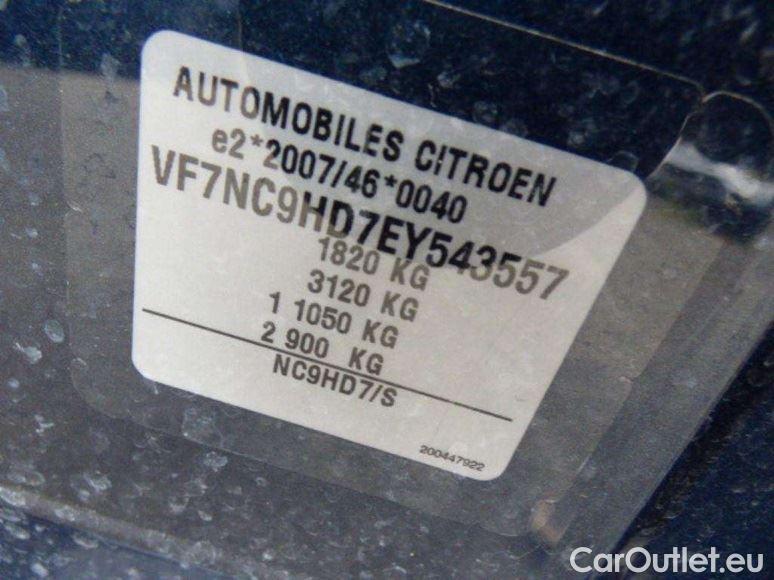 AUTOMOBILES CITROEN
e2*2007/46*0040
VF7NC9HD7EY543557
1820 KG
3120 KG
1 1050 KG
2 900 KG
NC9HD7/S
200447922
CarOutlet.eu